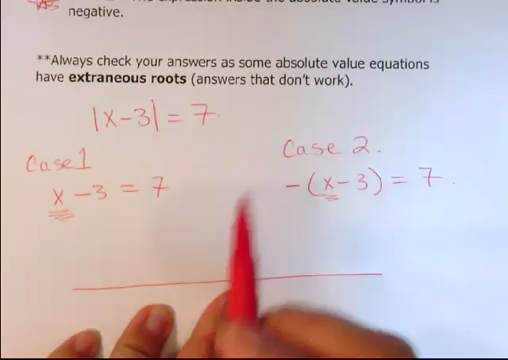 negative.
**Always check your answers as some absolute value equations
have extraneous roots (answers that don't work).
|x-3| = 7.
Case 1
Case 2.
x - 3 = 7
-(x-3) = 7.